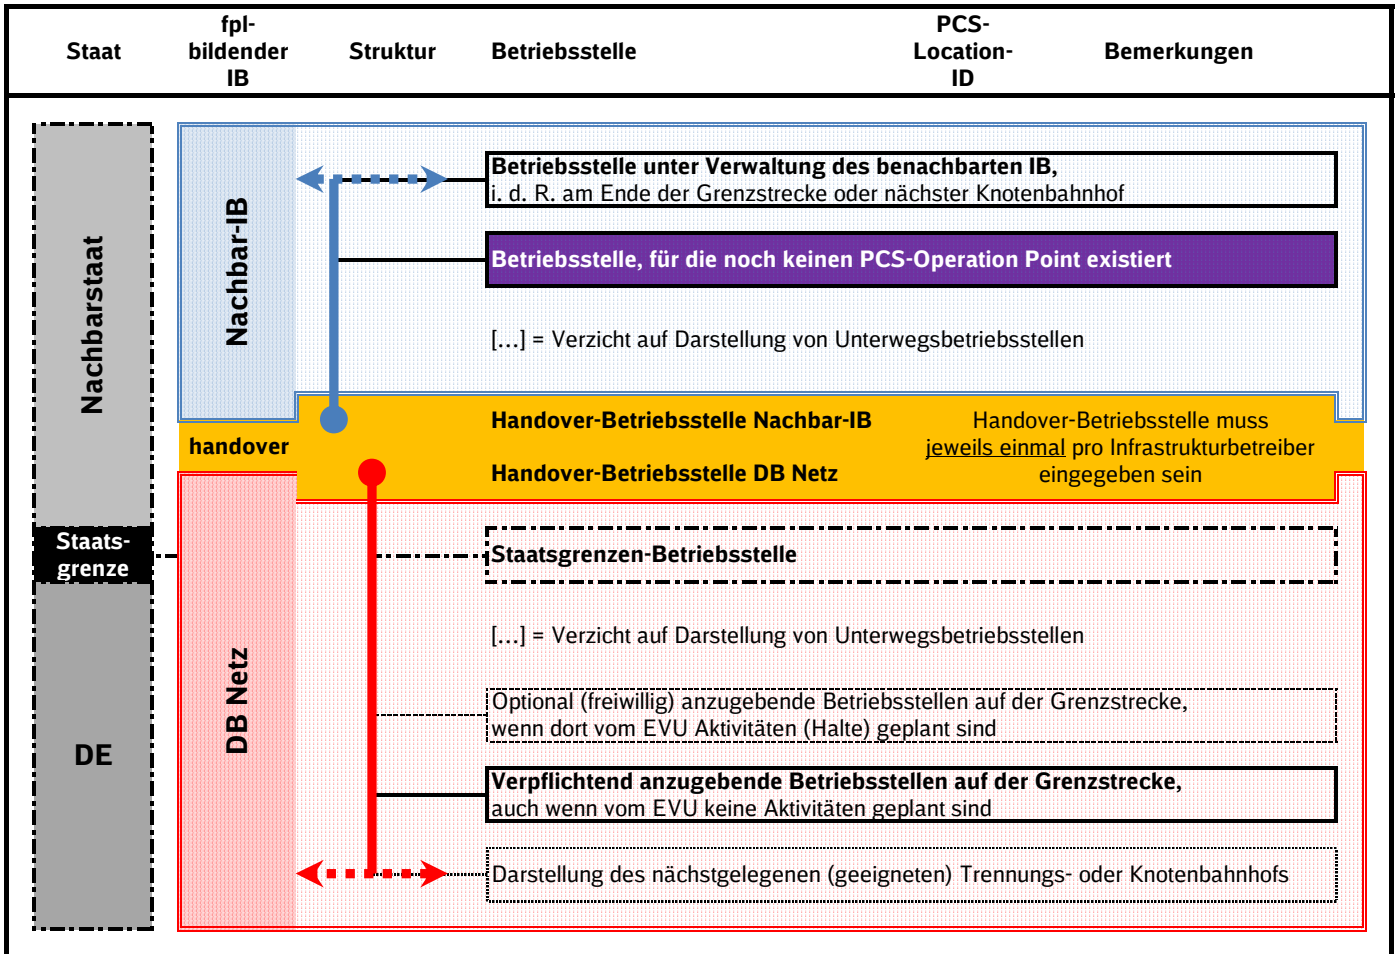 Staat
fpl-
bildender
IB
Struktur
Betriebsstelle
PCS-
Location-
ID
Bemerkungen
Nachbarstaat
Nachbar-IB
Betriebsstelle unter Verwaltung des benachbarten IB,
i. d. R. am Ende der Grenzstrecke oder nächster Knotenbahnhof
Betriebsstelle, für die noch keinen PCS-Operation Point existiert
[…] = Verzicht auf Darstellung von Unterwegsbetriebsstellen
handover
Handover-Betriebsstelle Nachbar-IB
Handover-Betriebsstelle DB Netz
Handover-Betriebsstelle muss
jeweils einmal pro Infrastrukturbetreiber
eingegeben sein
Staats-
grenze
Staatsgrenzen-Betriebsstelle
DE
DB Netz
[…] = Verzicht auf Darstellung von Unterwegsbetriebsstellen
Optional (freiwillig) anzugebende Betriebsstellen auf der Grenzstrecke,
wenn dort vom EVU Aktivitäten (Halte) geplant sind
Verpflichtend anzugebende Betriebsstellen auf der Grenzstrecke,
auch wenn vom EVU keine Aktivitäten geplant sind
Darstellung des nächstgelegenen (geeigneten) Trennungs- oder Knotenbahnhofs